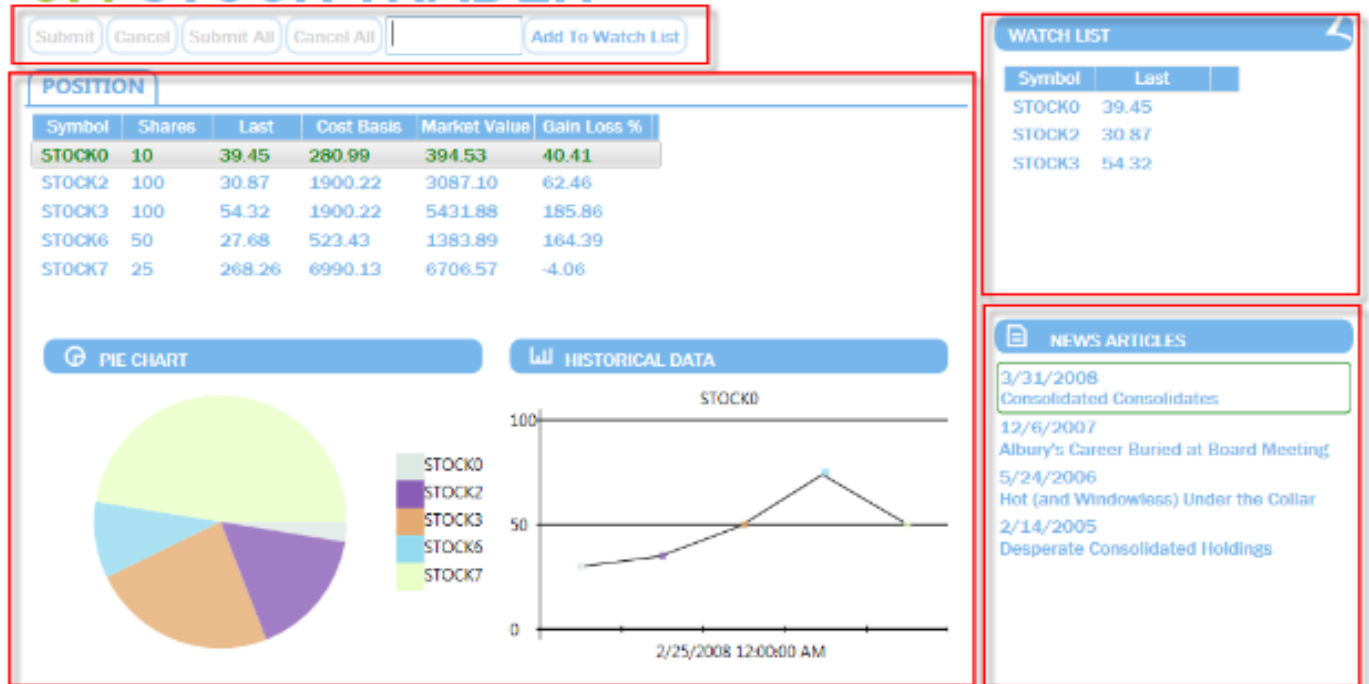 Submit Cancel Submit All Cancel All Add To Watch List
POSITION
Symbol Shares Last Cost Basis Market Value Gain Loss %
STOCK0 10 39.45 280.99 394.53 40.41
STOCK2 100 30.87 1900.22 3087.10 62.46
STOCK3 100 54.32 1900.22 5431.88 185.86
STOCK6 50 27.68 523.43 1383.89 164.39
STOCK7 25 268.26 6990.13 6706.57 -4.06
PIE CHART
STOCK0
STOCK2
STOCK3
STOCK6
STOCK7
HISTORICAL DATA
STOCK0
100
50
0
2/25/2008 12:00:00 AM
WATCH LIST
Symbol Last
STOCK0 39.45
STOCK2 30.87
STOCK3 54.32
NEWS ARTICLES
3/31/2008
Consolidated Consolidates
12/6/2007
Albury's Career Buried at Board Meeting
5/24/2006
Hot (and Windowless) Under the Collar
2/14/2005
Desperate Consolidated Holdings